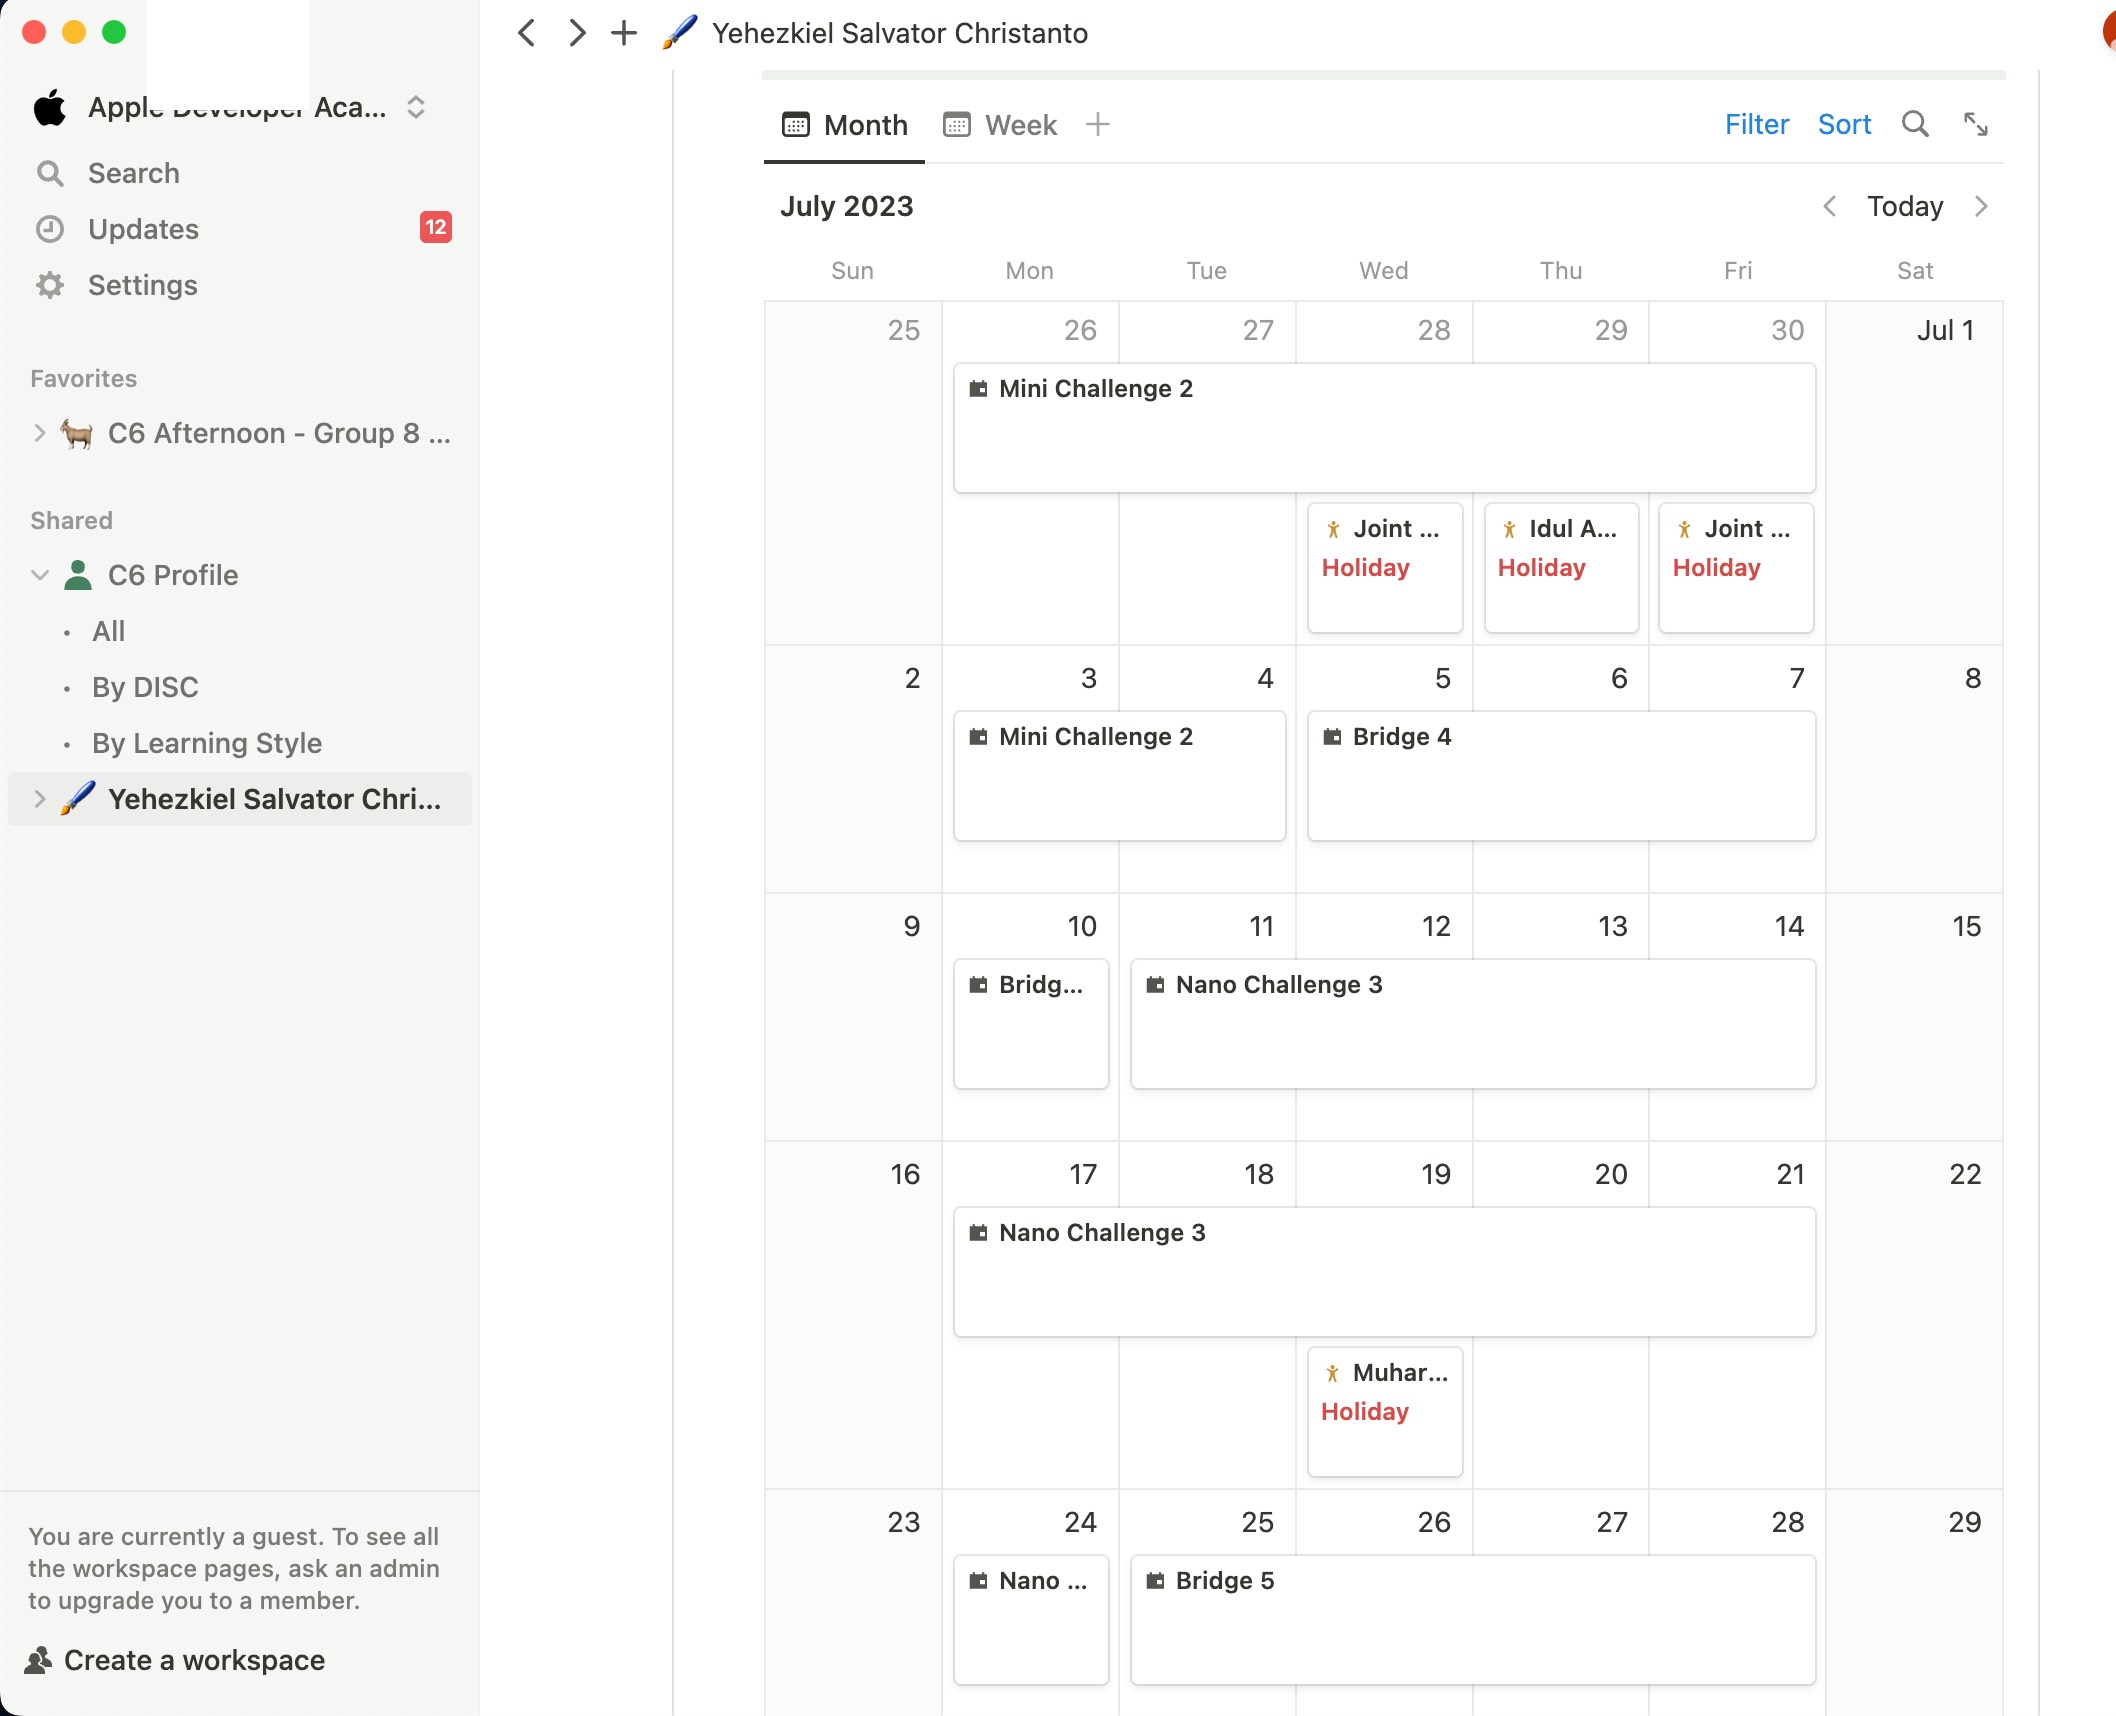 Yehezkiel Salvator Christanto
Apple Developer Aca...
Search
Updates 12
Settings
Favorites
C6 Afternoon - Group 8 ...
Shared
C6 Profile
All
By DISC
By Learning Style
Yehezkiel Salvator Chri...
You are currently a guest. To see all
the workspace pages, ask an admin
to upgrade you to a member.
Create a workspace
Month Week Filter Sort
July 2023 Today
Sun Mon Tue Wed Thu Fri Sat
25 26 27 28 29 30 Jul 1
Mini Challenge 2
Joint ... Idul A... Joint ...
Holiday Holiday Holiday
2 3 4 5 6 7 8
Mini Challenge 2 Bridge 4
9 10 11 12 13 14 15
Bridg... Nano Challenge 3
16 17 18 19 20 21 22
Nano Challenge 3
Muhar...
Holiday
23 24 25 26 27 28 29
Nano ... Bridge 5